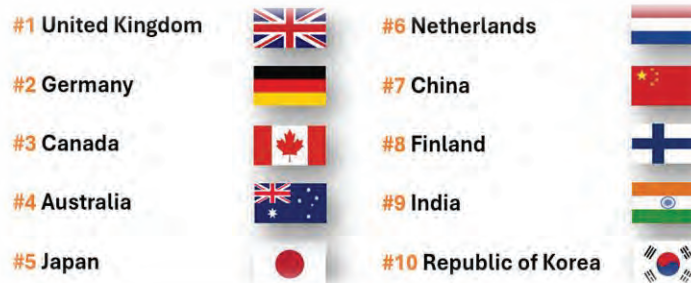 #1 United Kingdom
#2 Germany
#3 Canada
#4 Australia
#5 Japan
#6 Netherlands
#7 China
#8 Finland
#9 India
#10 Republic of Korea